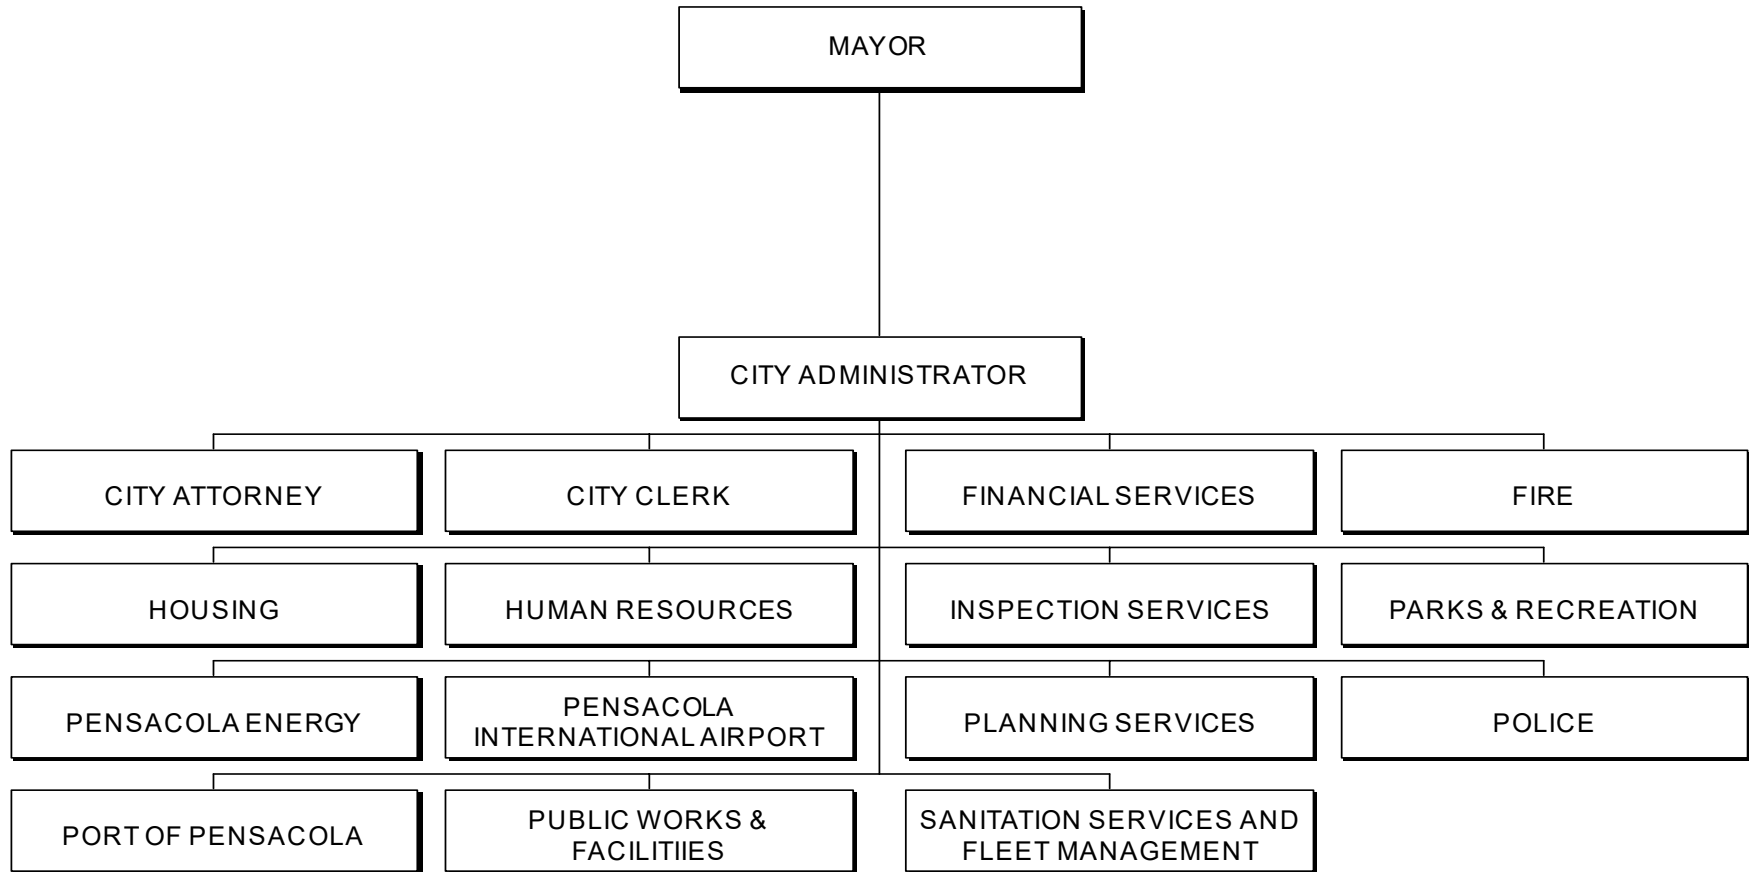 MAYOR
CITY ADMINISTRATOR
CITY ATTORNEY
CITY CLERK
FINANCIAL SERVICES
FIRE
HOUSING
HUMAN RESOURCES
INSPECTION SERVICES
PARKS & RECREATION
PENSACOLA ENERGY
PENSACOLA
INTERNATIONAL AIRPORT
PLANNING SERVICES
POLICE
PORT OF PENSACOLA
PUBLIC WORKS &
FACILITIIES
SANITATION SERVICES AND
FLEET MANAGEMENT